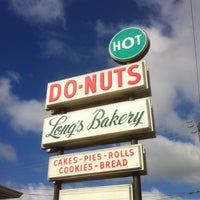 HOT
DO-NUTS
Long's Bakery
CAKES-PIES-ROLLS
COOKIES-BREAD